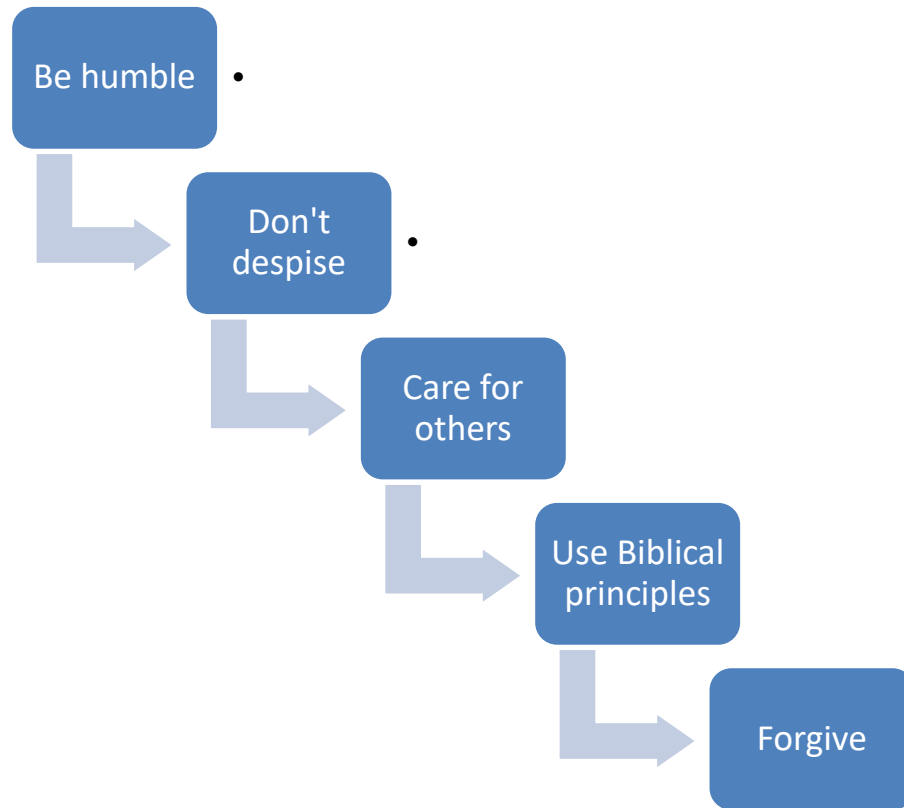 Be humble
•
Don't
despise
•
Care for
others
Use Biblical
principles
Forgive